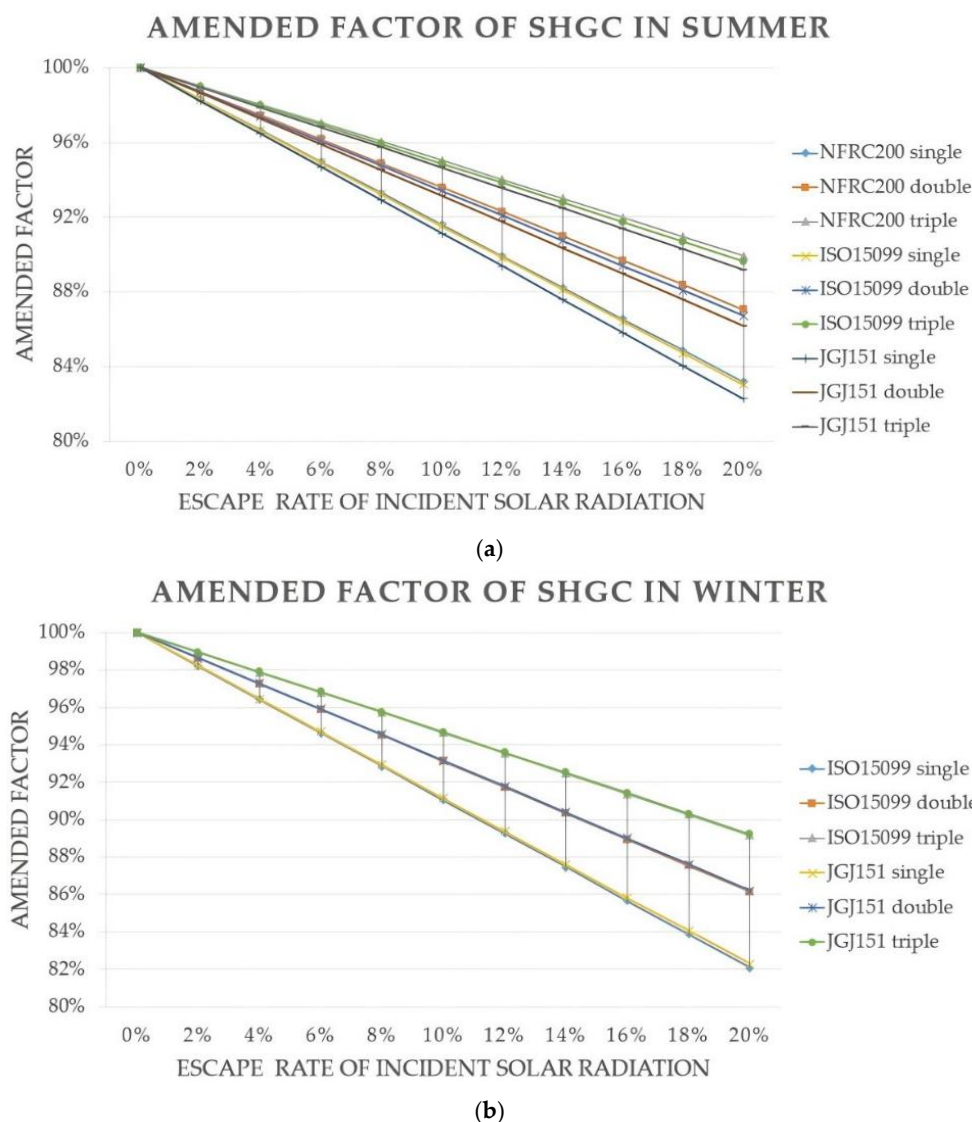 AMENDED FACTOR OF SHGC IN SUMMER
100%
96%
92%
88%
84%
80%
AMENDED FACTOR
0% 2% 4% 6% 8% 10% 12% 14% 16% 18% 20%
ESCAPE RATE OF INCIDENT SOLAR RADIATION
NFRC200 single
NFRC200 double
NFRC200 triple
ISO15099 single
ISO15099 double
ISO15099 triple
JGJ151 single
JGJ151 double
JGJ151 triple
(a)
AMENDED FACTOR OF SHGC IN WINTER
100%
98%
96%
94%
92%
90%
88%
86%
84%
82%
80%
AMENDED FACTOR
0% 2% 4% 6% 8% 10% 12% 14% 16% 18% 20%
ESCAPE RATE OF INCIDENT SOLAR RADIATION
ISO15099 single
ISO15099 double
ISO15099 triple
JGJ151 single
JGJ151 double
JGJ151 triple
(b)